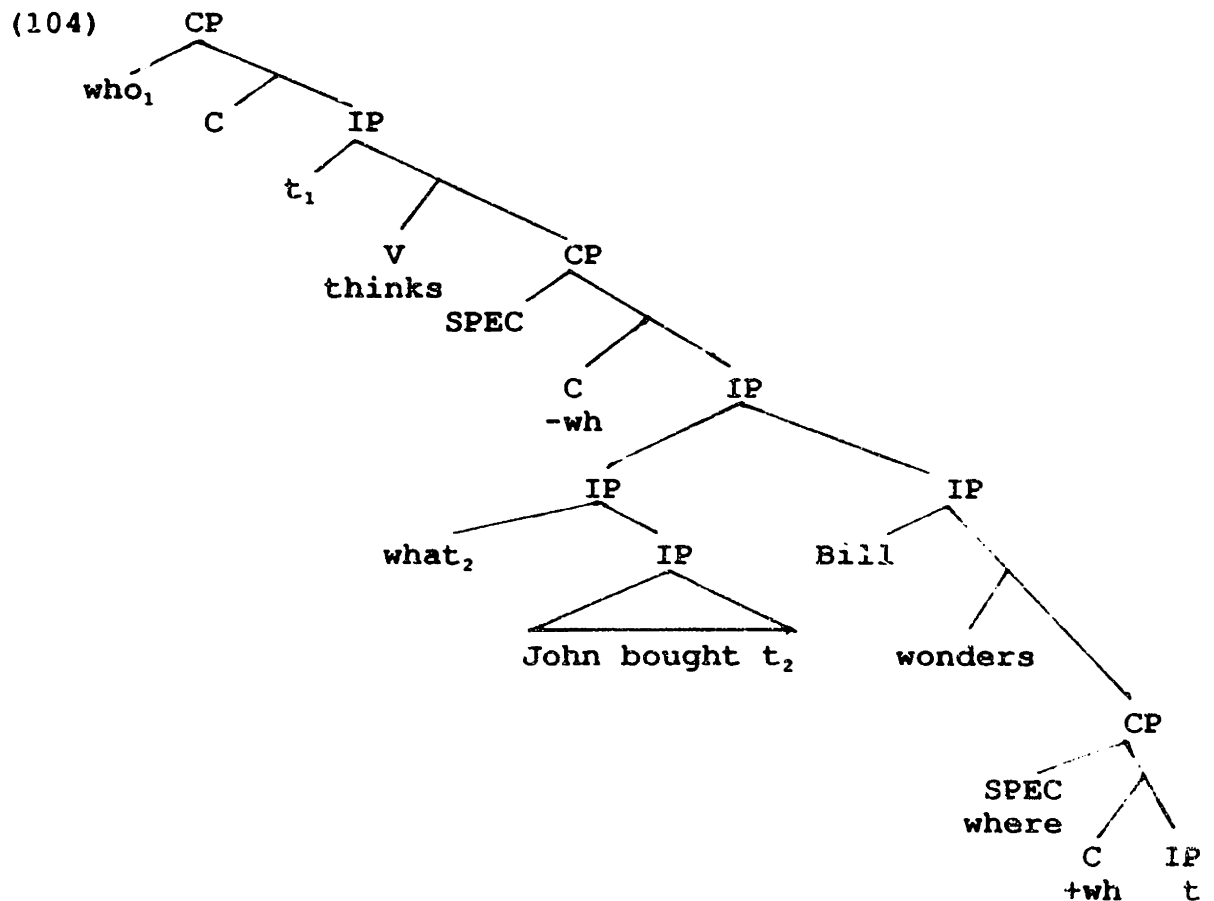 (104) CP
who₁
C IP
t₁
V CP
thinks
SPEC
C IP
-wh
IP IP
what₂ IP Bill
John bought t₂ wonders
CP
SPEC
where
C IP
+wh t